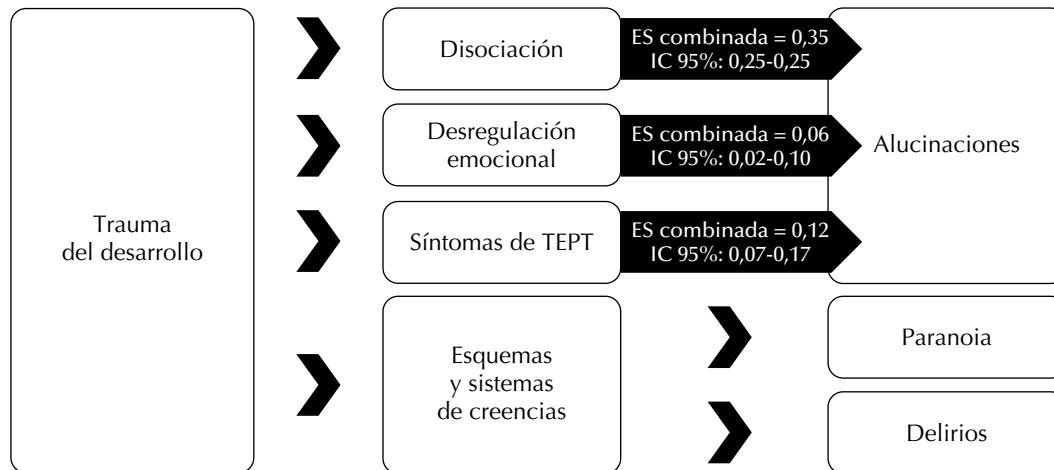 Trauma
del desarrollo
Disociación
ES combinada = 0,35
IC 95%: 0,25-0,25
Desregulación
emocional
ES combinada = 0,06
IC 95%: 0,02-0,10
Síntomas de TEPT
ES combinada = 0,12
IC 95%: 0,07-0,17
Alucinaciones
Esquemas
y sistemas
de creencias
Paranoia
Delirios